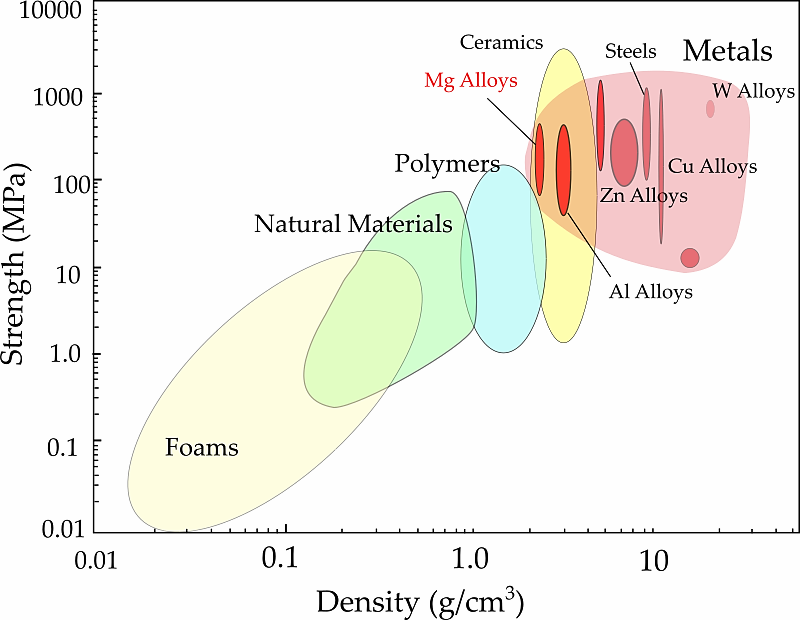 10000
1000
100
10
1.0
0.1
0.01
Strength (MPa)
Ceramics
Mg Alloys
Steels
Metals
W Alloys
Polymers
Cu Alloys
Zn Alloys
Natural Materials
Al Alloys
Foams
0.01
0.1
1.0
10
Density (g/cm³)